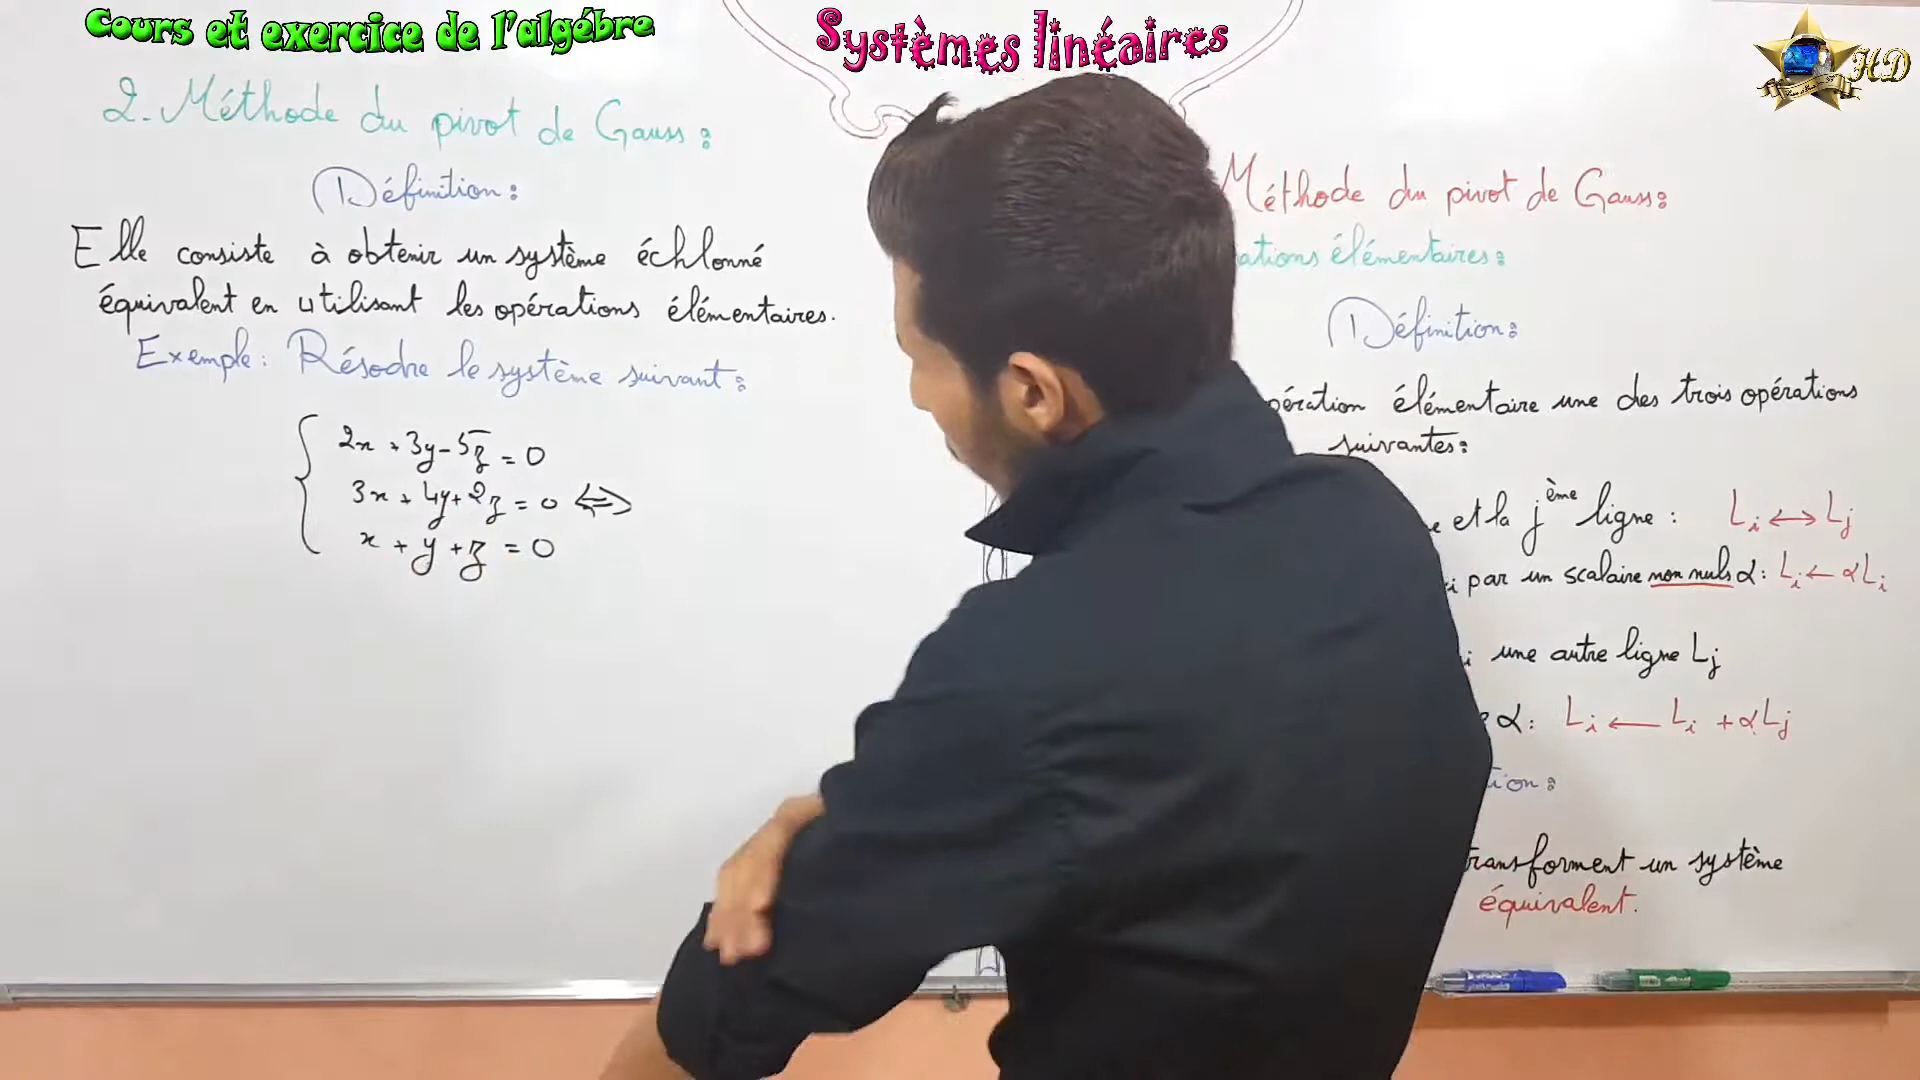 Cours et exercice de l'algébre
Systèmes linéaires
HD
2. Méthode du pivot de Gauss :
Définition :
Elle consiste à obtenir un système échlonné
équivalent en utilisant les opérations élémentaires.
Exemple : Résodre le système suivant :
2x + 3y - 5z = 0
3x + 4y + 2z = 0 <=>
x + y + z = 0
Méthode du pivot de Gauss :
ations élémentaires :
Définition :
pération élémentaire une des trois opérations
suivantes :
et la jème ligne : Li ↔ Lj
i par un scalaire non nuls α : Li ← αLi
une autre ligne Lj
α : Li ← Li + αLj
tion :
transforment un système
équivalent.